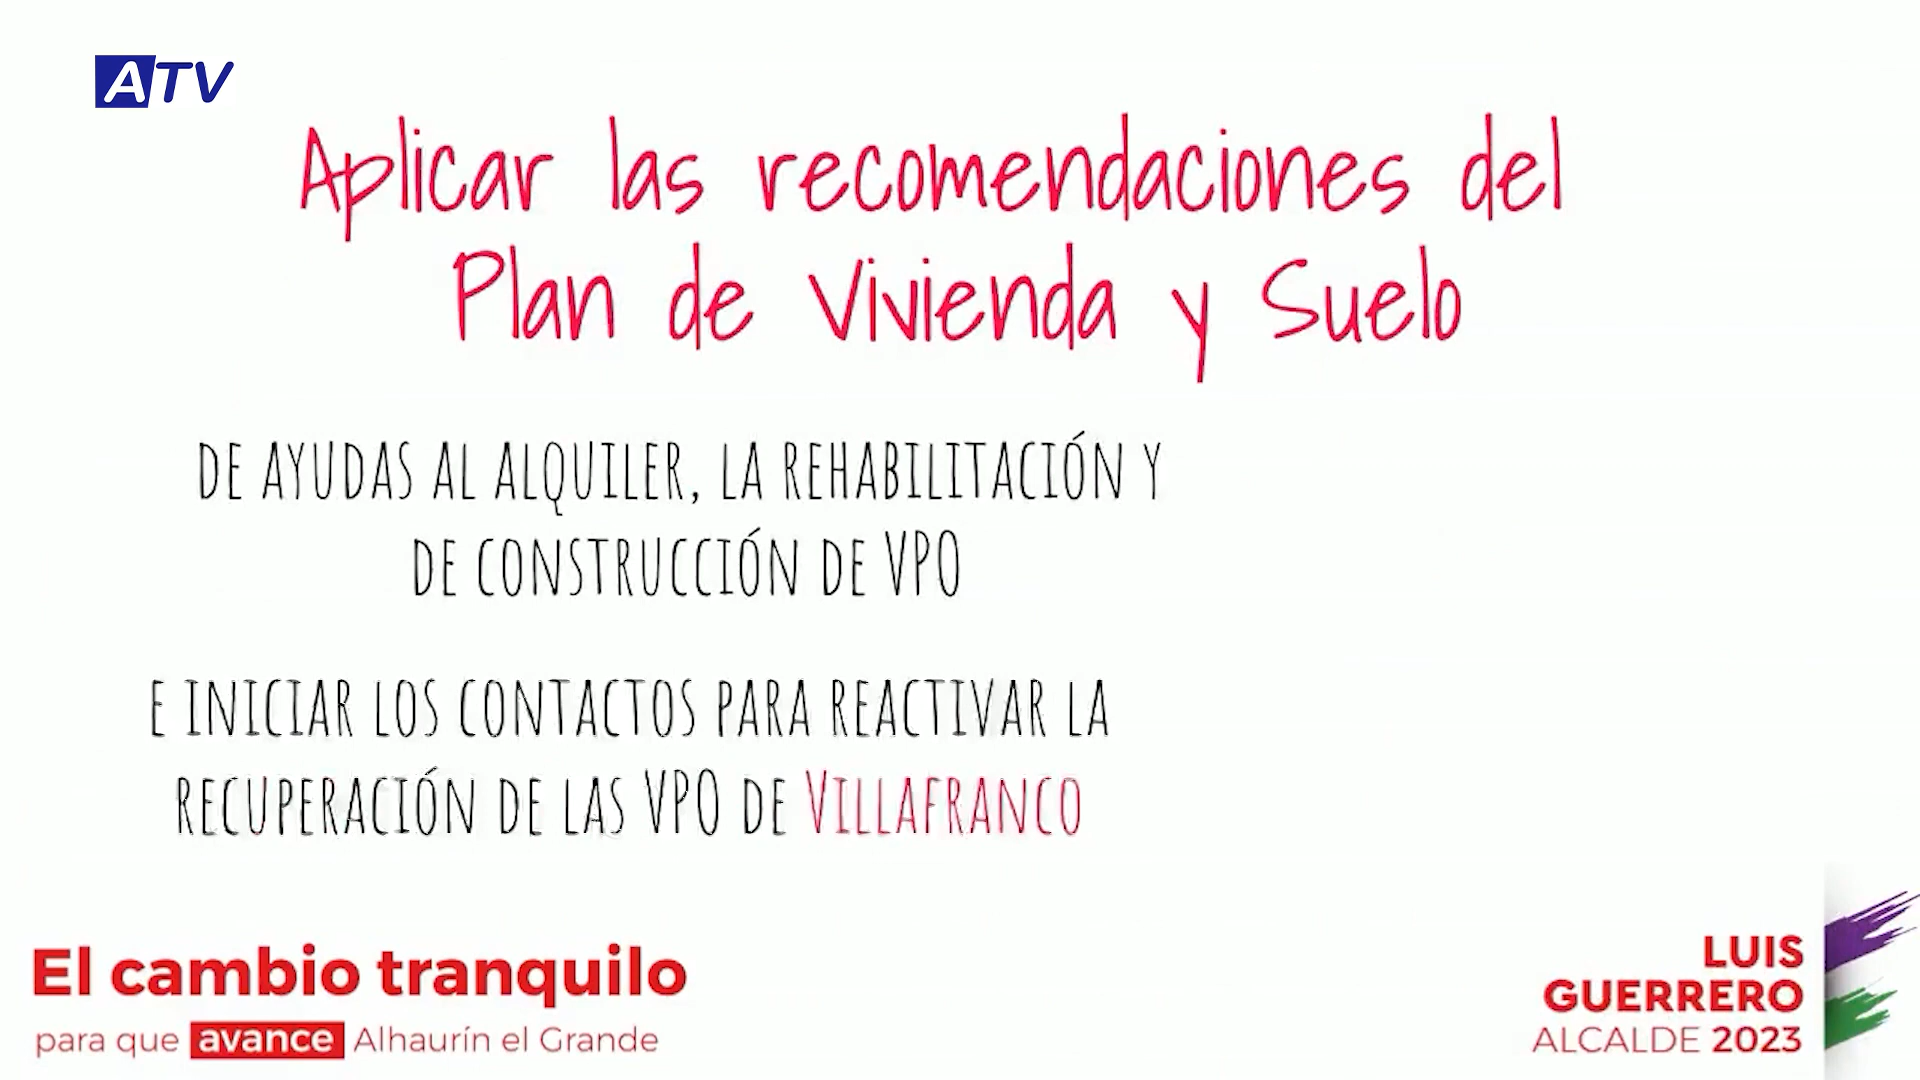 ATV
Aplicar las recomendaciones del
Plan de Vivienda y Suelo
DE AYUDAS AL ALQUILER, LA REHABILITACIÓN Y
DE CONSTRUCCIÓN DE VPO
E INICIAR LOS CONTACTOS PARA REACTIVAR LA
RECUPERACIÓN DE LAS VPO DE VILLAFRANCO
El cambio tranquilo
para que avance Alhaurín el Grande
LUIS
GUERRERO
ALCALDE 2023